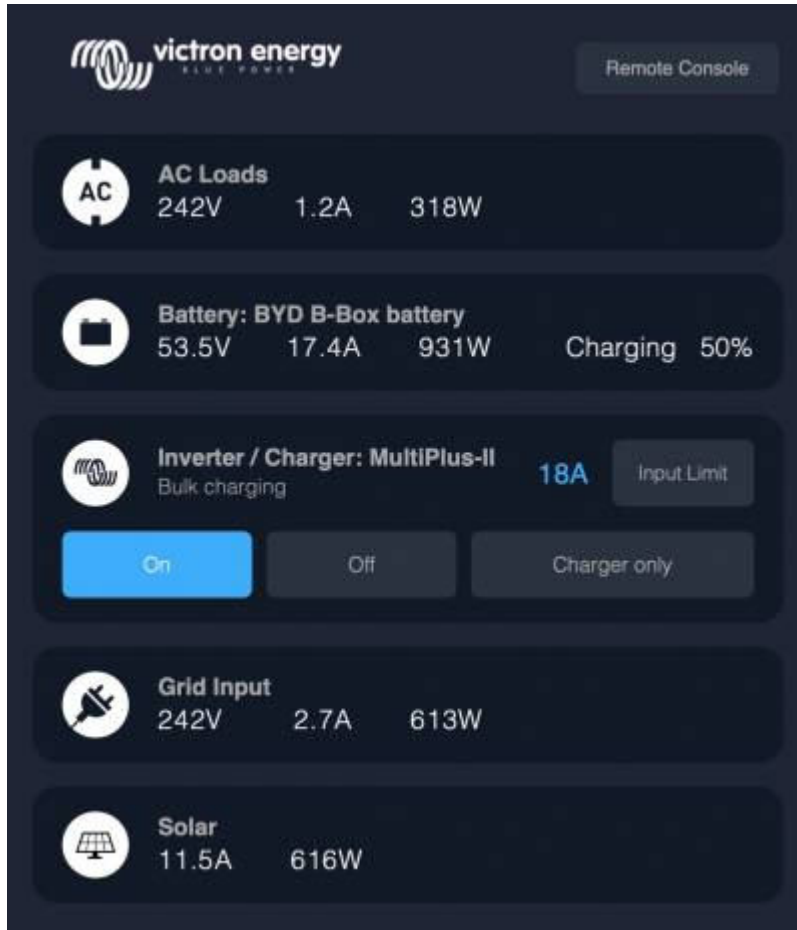 victron energy
BLUE POWER
Remote Console
AC
AC Loads
242V 1.2A 318W
Battery: BYD B-Box battery
53.5V 17.4A 931W Charging 50%
Inverter / Charger: MultiPlus-II
Bulk charging
18A Input Limit
On Off Charger only
Grid Input
242V 2.7A 613W
Solar
11.5A 616W